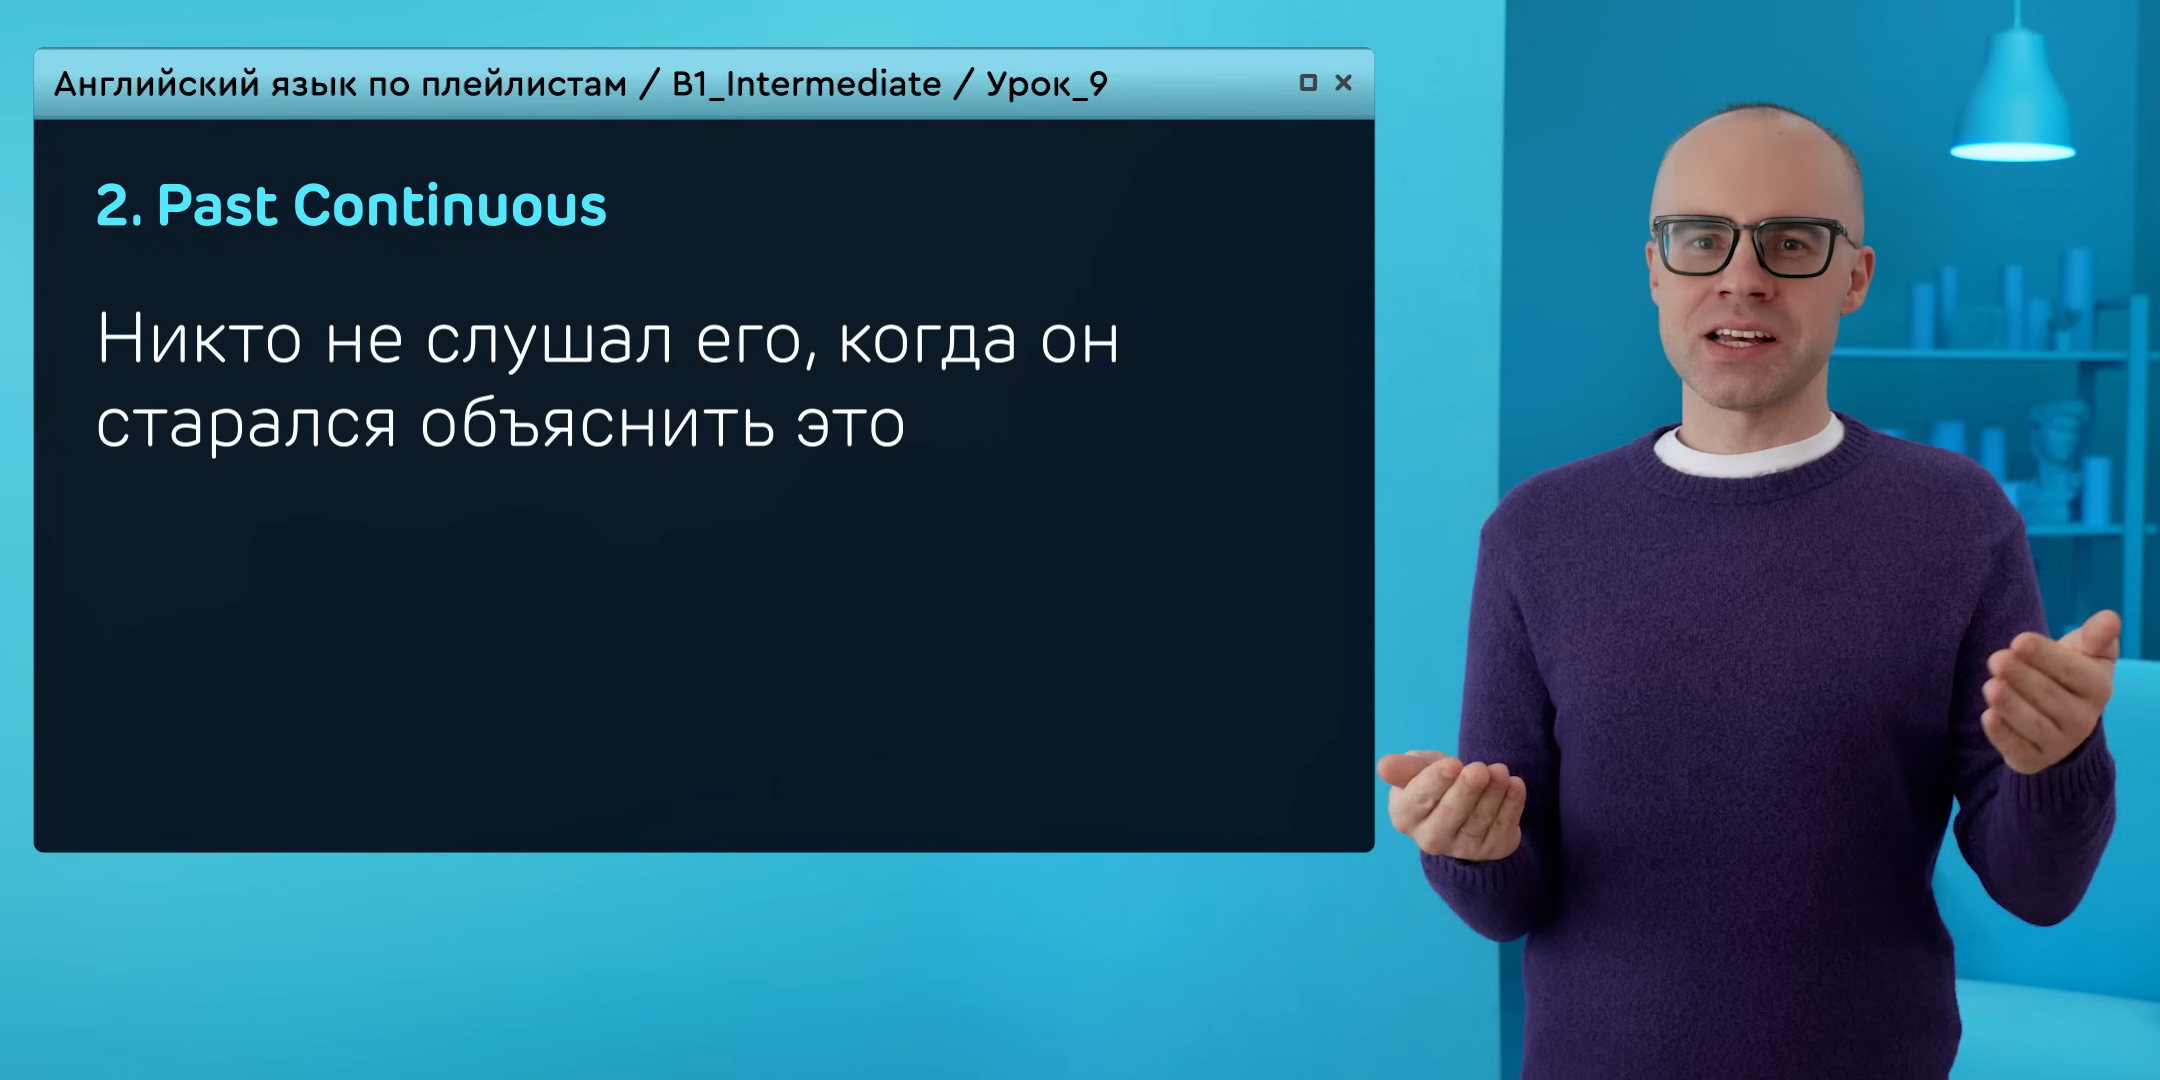 Английский язык по плейлистам / B1_Intermediate / Урок_9
2. Past Continuous
Никто не слушал его, когда он
старался объяснить это